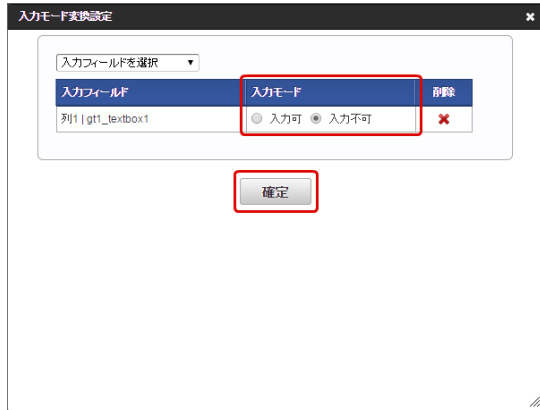 入力モード変換設定
入力フィールドを選択
入力フィールド 入力モード 削除
列1 | gt1_textbox1 入力可 入力不可
確定